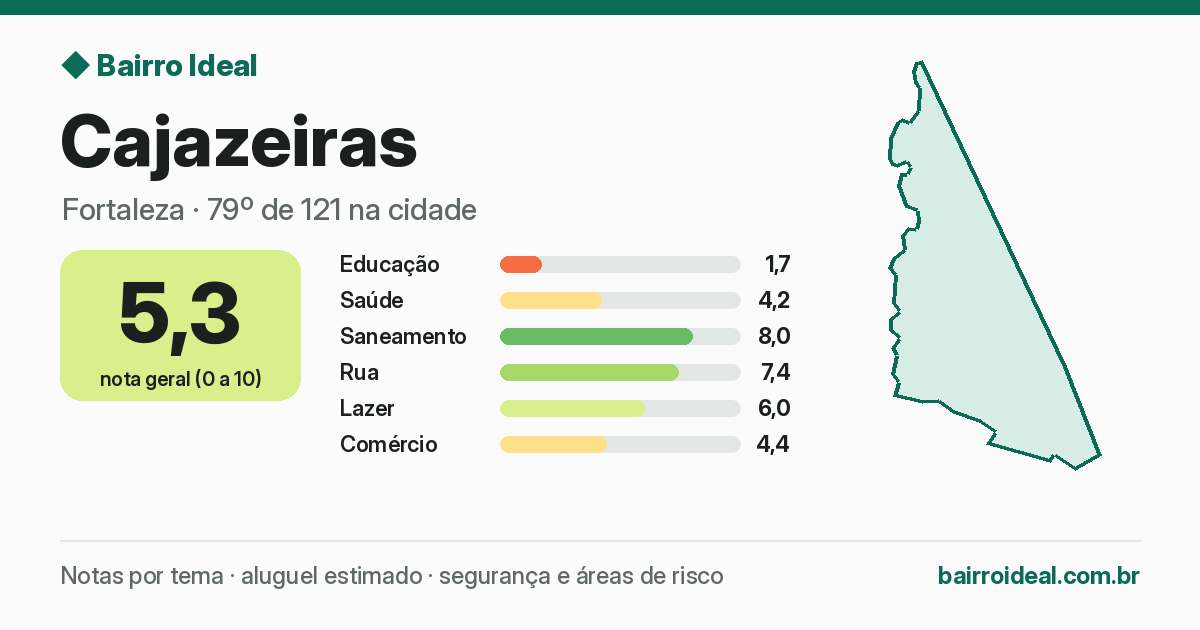 Bairro Ideal
Cajazeiras
Fortaleza · 79º de 121 na cidade
5,3
nota geral (0 a 10)
Educação 1,7
Saúde 4,2
Saneamento 8,0
Rua 7,4
Lazer 6,0
Comércio 4,4
Notas por tema · aluguel estimado · segurança e áreas de risco
bairroideal.com.br